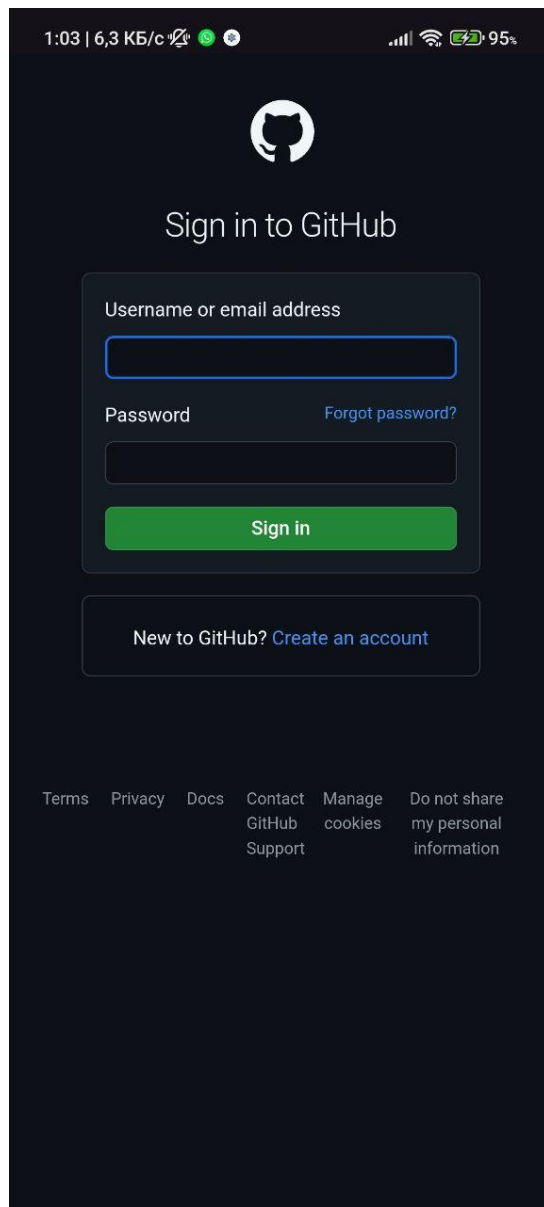 1:03 | 6,3 КБ/с 95%
Sign in to GitHub
Username or email address
Password Forgot password?
Sign in
New to GitHub? Create an account
Terms Privacy Docs Contact GitHub Support Manage cookies Do not share my personal information